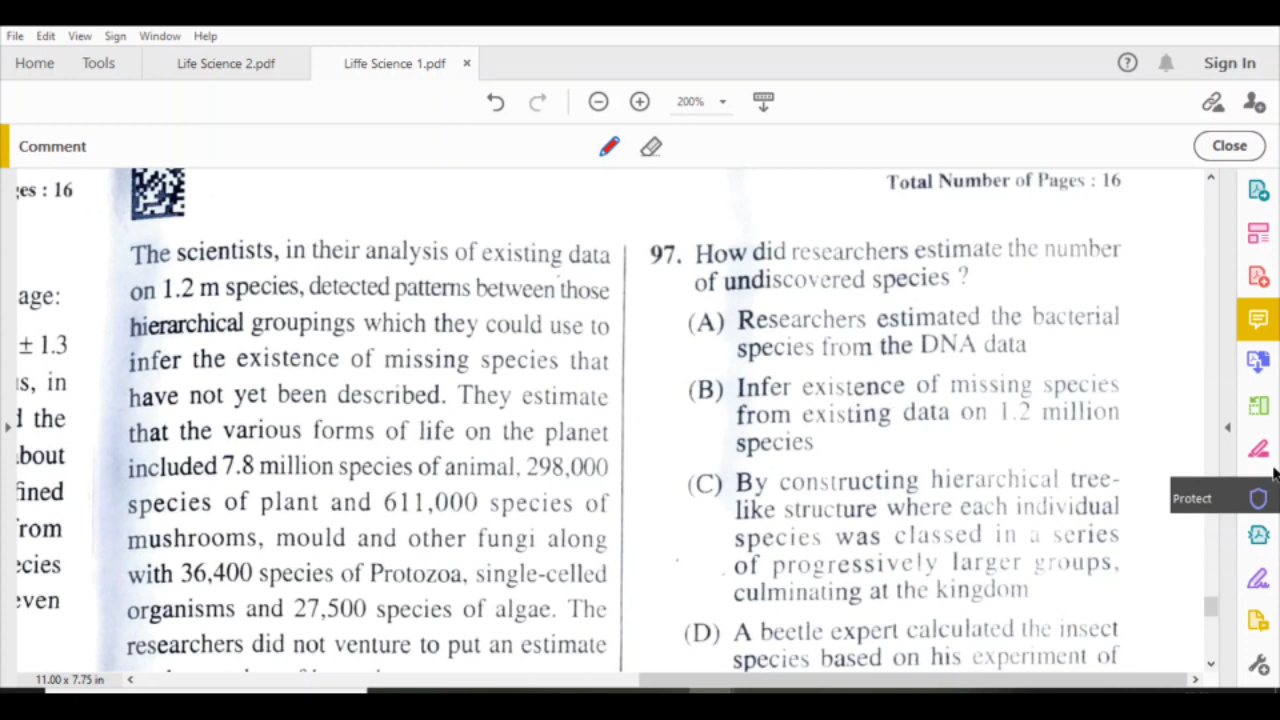 File Edit View Sign Window Help
Home Tools Life Science 2.pdf Liffe Science 1.pdf × Sign In
200%
Comment Close
ges : 16
Total Number of Pages : 16
age:
± 1.3
in
the
from
even
The scientists, in their analysis of existing data
on 1.2 m species, detected patterns between those
hierarchical groupings which they could use to
infer the existence of missing species that
have not yet been described. They estimate
that the various forms of life on the planet
included 7.8 million species of animal, 298,000
species of plant and 611,000 species of
mushrooms, mould and other fungi along
with 36,400 species of Protozoa, single-celled
organisms and 27,500 species of algae. The
researchers did not venture to put an estimate
97. How did researchers estimate the number
of undiscovered species ?
(A) Researchers estimated the bacterial
species from the DNA data
(B) Infer existence of missing species
from existing data on 1.2 million
species
(C) By constructing hierarchical tree-
like structure where each individual
species was classed in a series
of progressively larger groups,
culminating at the kingdom
(D) A beetle expert calculated the insect
species based on his experiment of
Protect
11.00 x 7.75 in